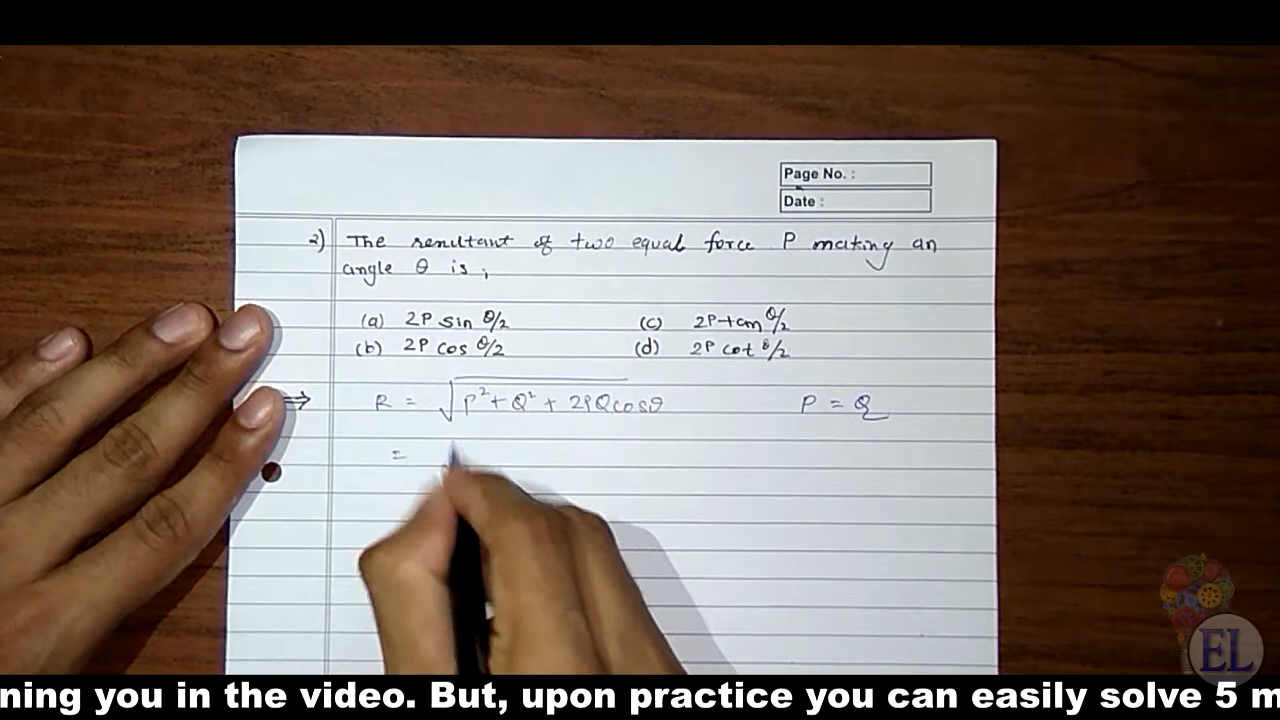 Page No. :
Date :
2) The resultant of two equal force P making an
angle θ is,
(a) 2P sin θ/2 (c) 2P tan θ/2
(b) 2P cos θ/2 (d) 2P cot θ/2
⇒ R = √P² + Q² + 2PQcosθ P = Q
=
EL
ning you in the video. But, upon practice you can easily solve 5 m